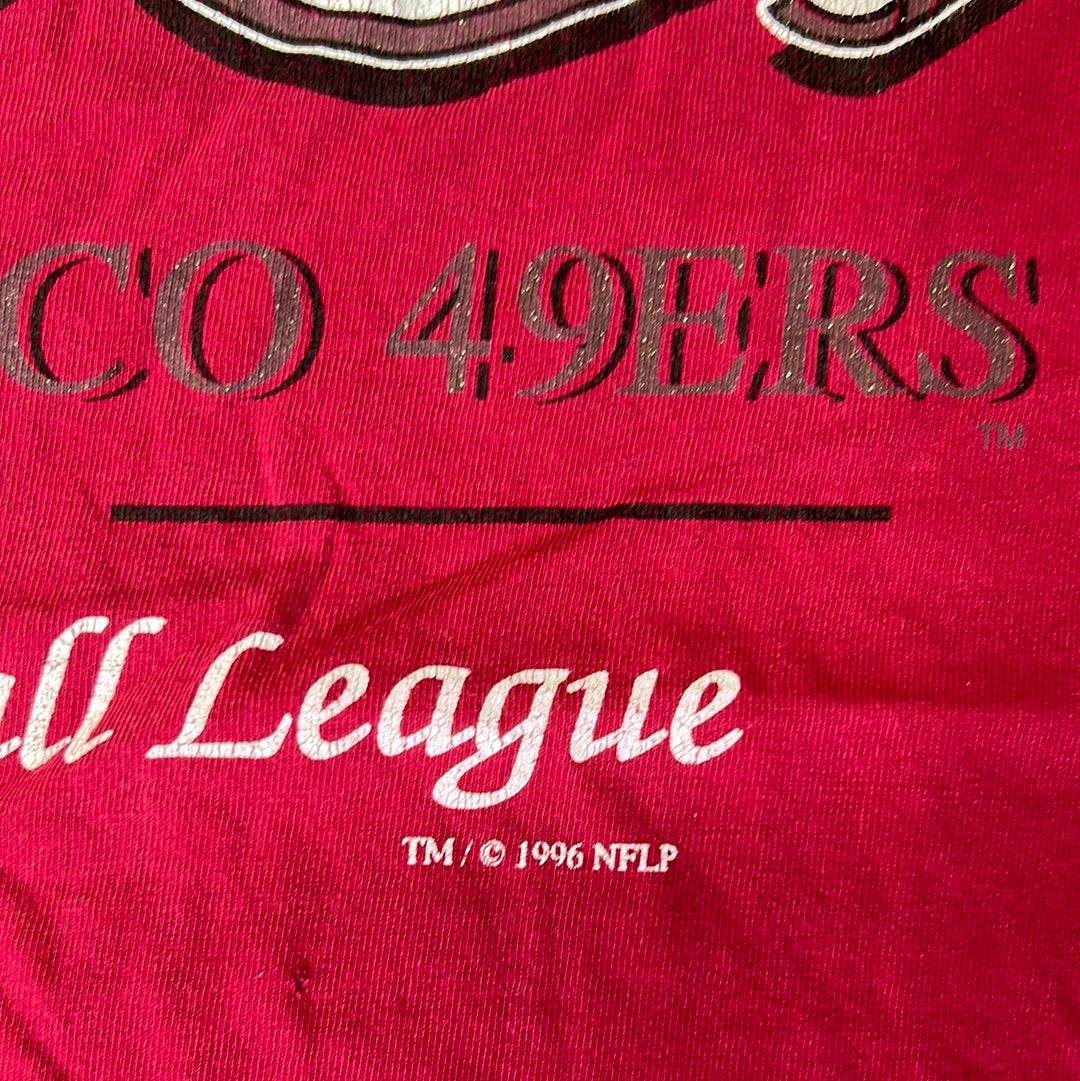 CO 49ERS
TM
all League
TM / © 1996 NFLP